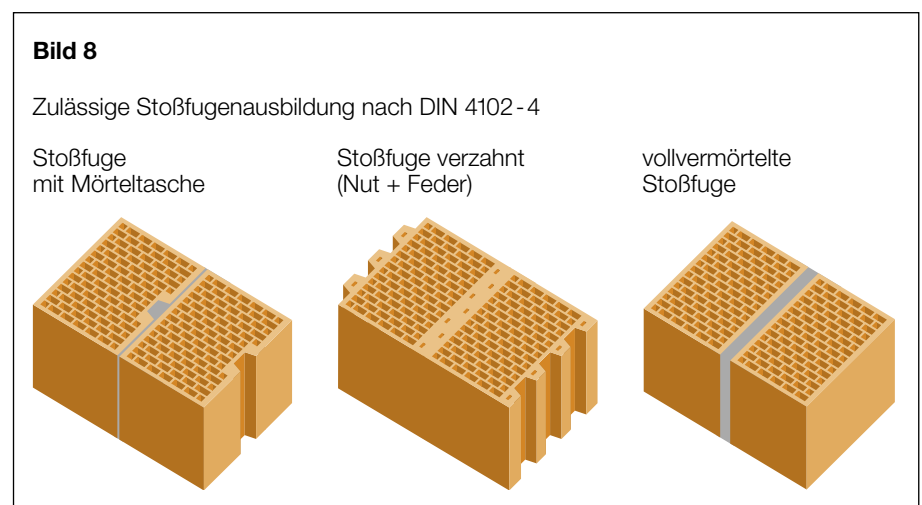 Bild 8
Zulässige Stoßfugenausbildung nach DIN 4102-4
Stoßfuge
mit Mörteltasche
Stoßfuge verzahnt
(Nut + Feder)
vollvermörtelte
Stoßfuge